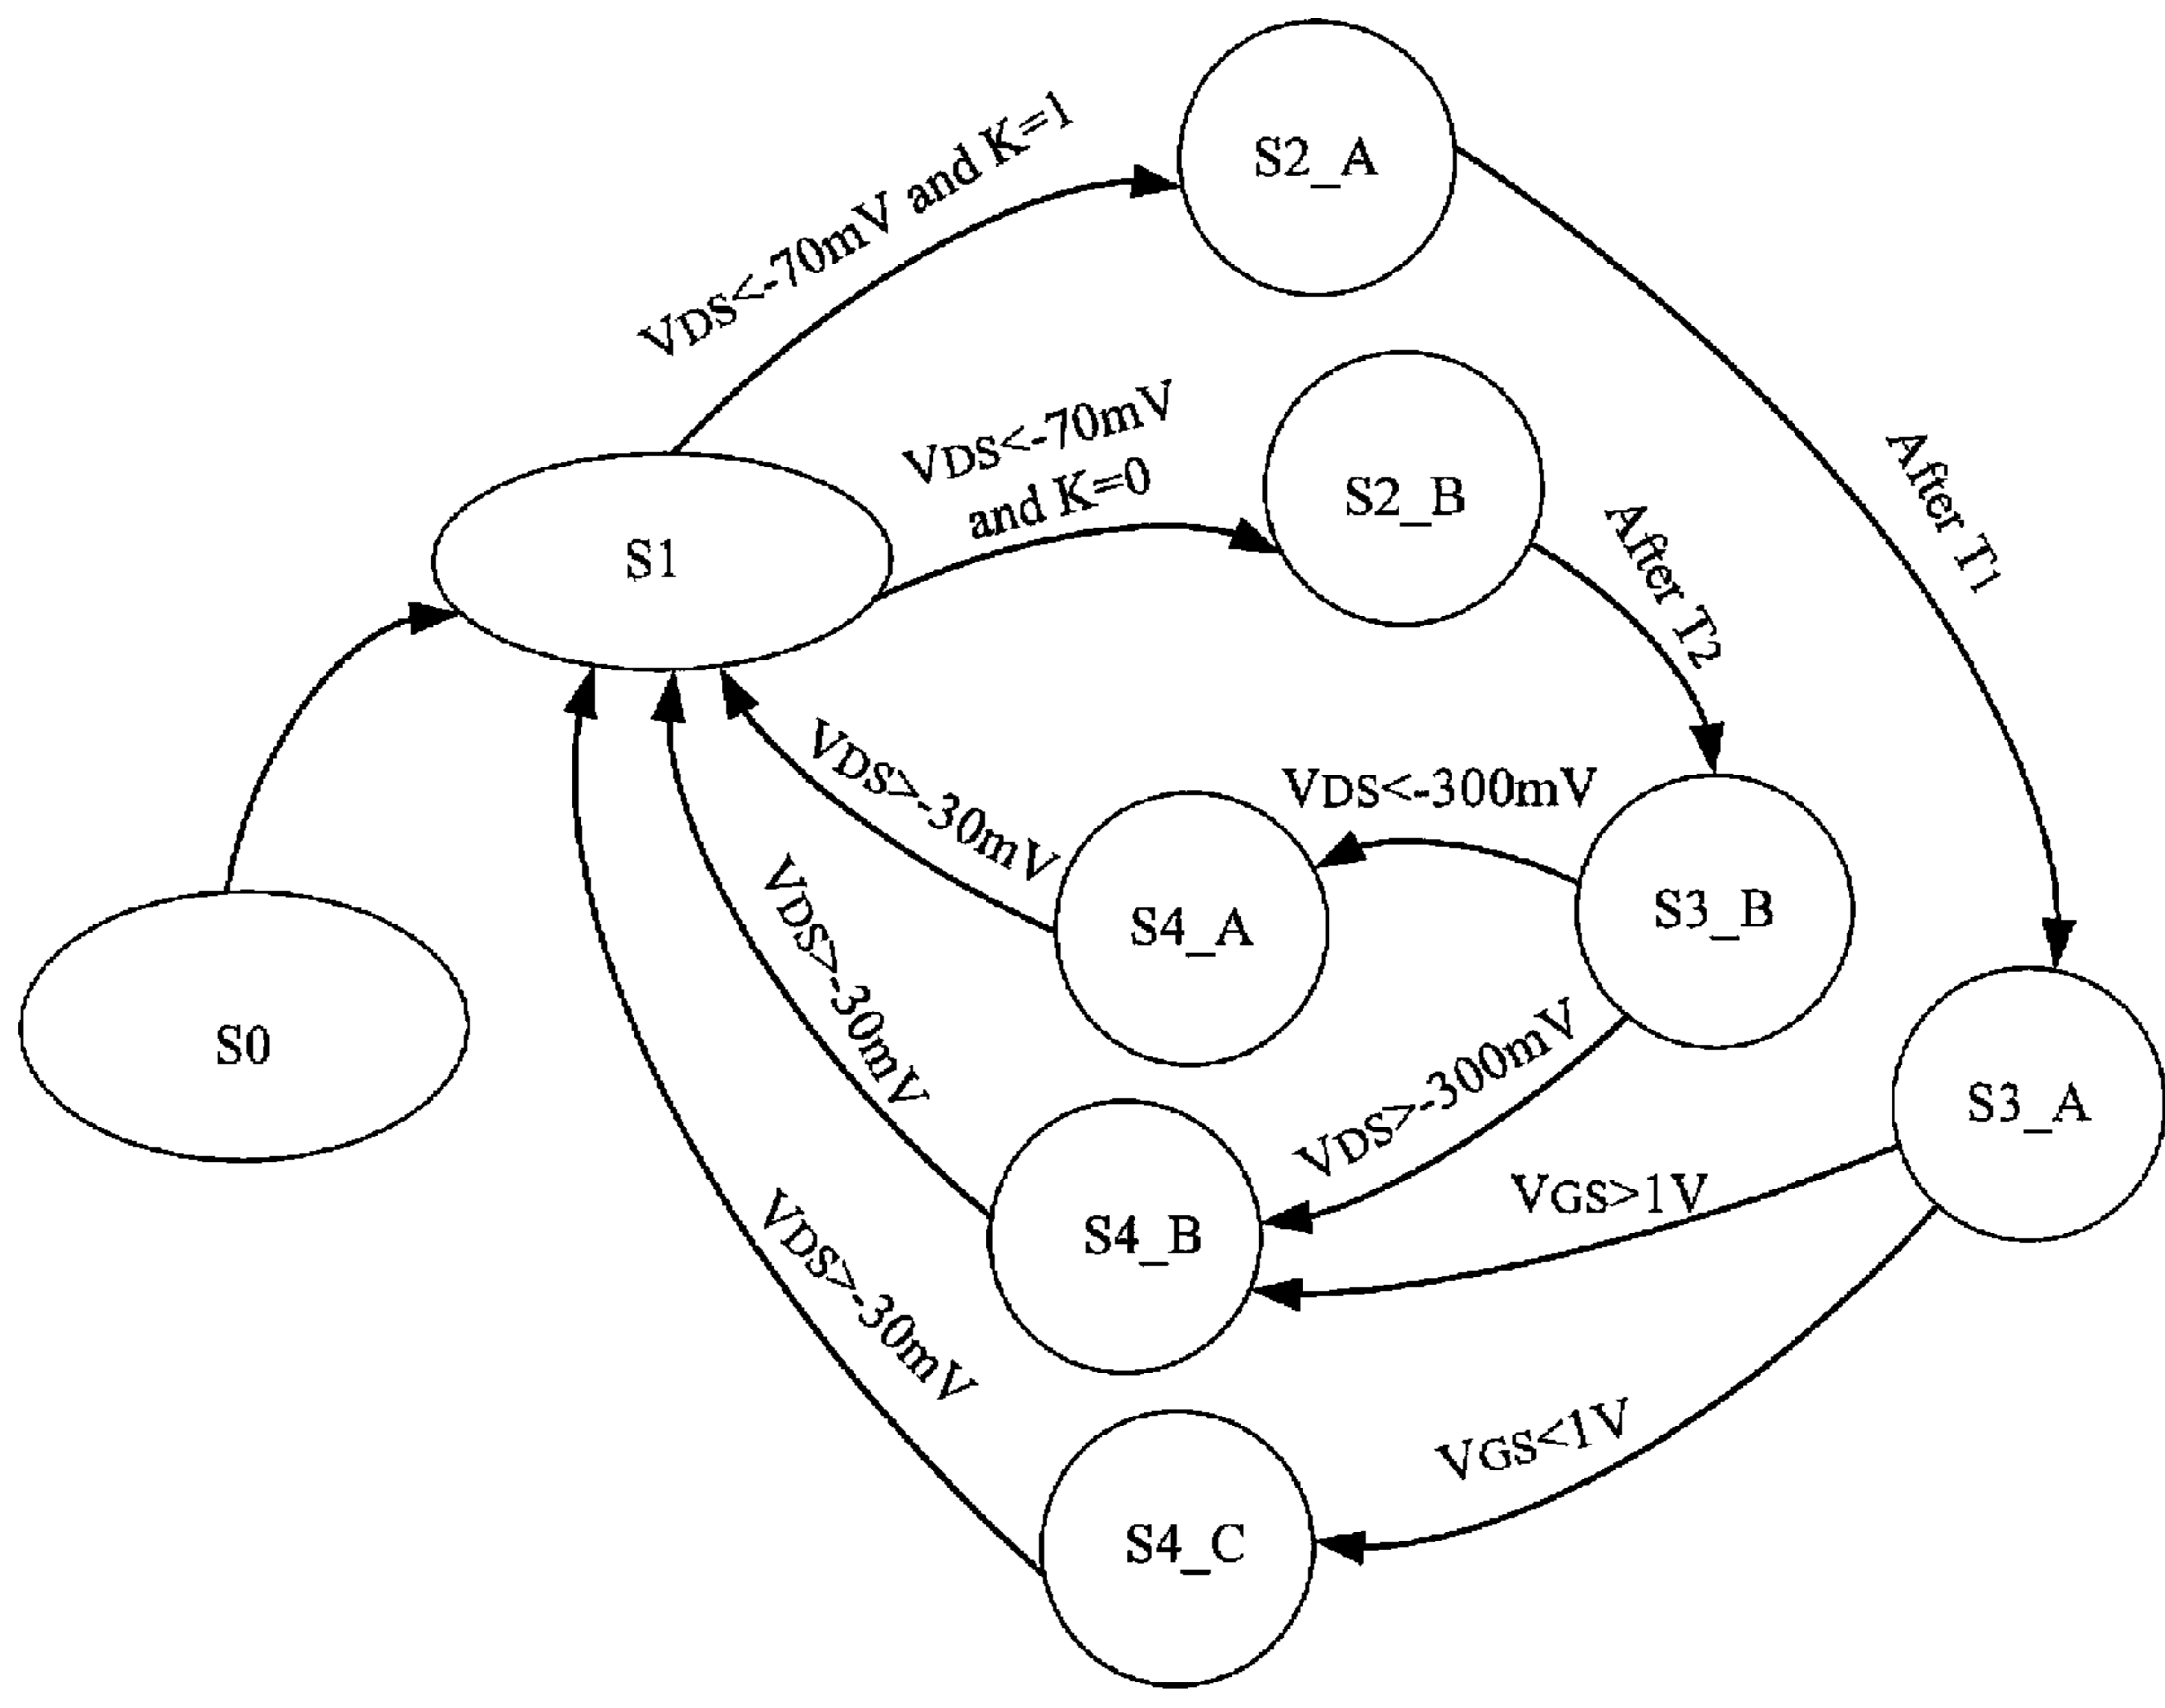 S2_A
VDS<-70mV and K=1
VDS<-70mV
and K=0
S2_B
After T1
S1
After T2
VDS>-30mV
VDS<-300mV
S3_B
S4_A
VDS>-30mV
S0
VDS>-300mV
S3_A
VGS>1V
S4_B
VDS>-30mV
VGS<1V
S4_C